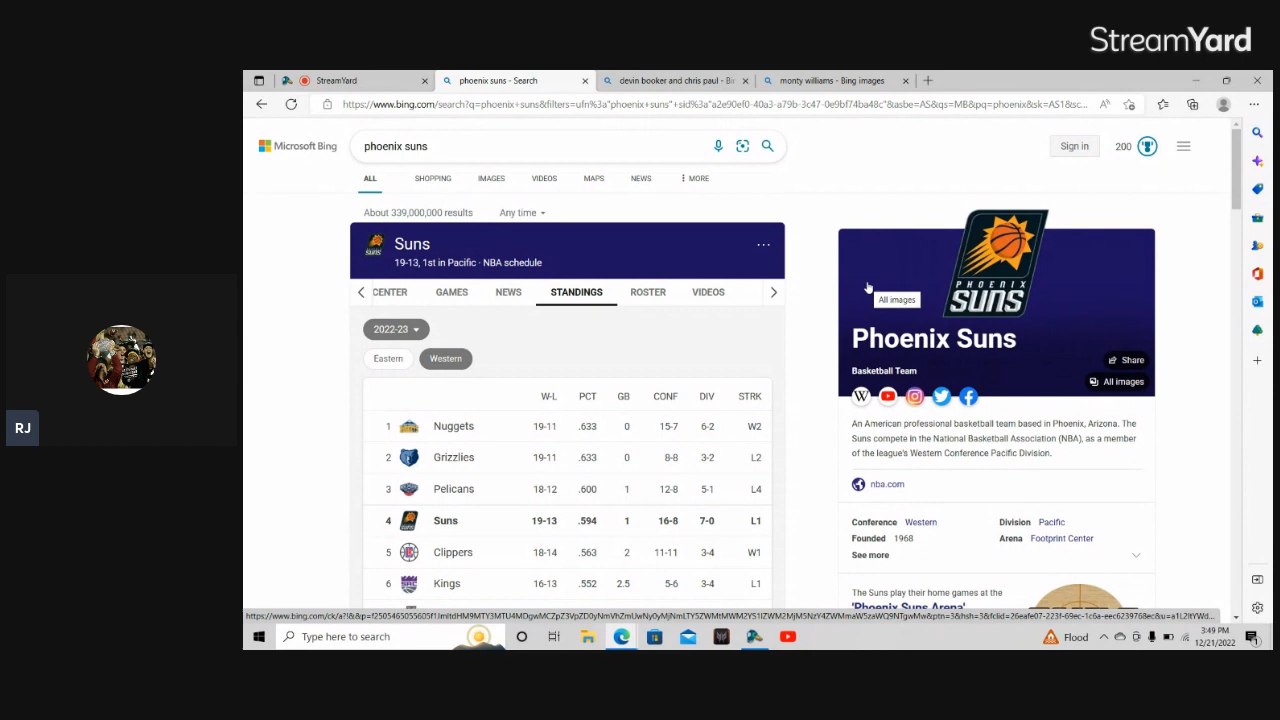 StreamYard
StreamYard
phoenix suns - Search
devin booker and chris paul - Bi
monty williams - Bing images
Microsoft Bing
phoenix suns
Sign in
200
ALL
SHOPPING
IMAGES
VIDEOS
MAPS
NEWS
MORE
About 339,000,000 results
Any time
Suns
19-13, 1st in Pacific · NBA schedule
CENTER
GAMES
NEWS
STANDINGS
ROSTER
VIDEOS
2022-23
Eastern
Western
W-L PCT GB CONF DIV STRK
1 Nuggets 19-11 .633 0 15-7 6-2 W2
2 Grizzlies 19-11 .633 0 8-8 3-2 L2
3 Pelicans 18-12 .600 1 12-8 5-1 L4
4 Suns 19-13 .594 1 16-8 7-0 L1
5 Clippers 18-14 .563 2 11-11 3-4 W1
6 Kings 16-13 .552 2.5 5-6 3-4 L1
PHOENIX
SUNS
All images
Phoenix Suns
Basketball Team
Share
All images
An American professional basketball team based in Phoenix, Arizona. The
Suns compete in the National Basketball Association (NBA), as a member
of the league's Western Conference Pacific Division.
nba.com
Conference Western
Division Pacific
Founded 1968
Arena Footprint Center
See more
The Suns play their home games at the
'Phoenix Suns Arena'
RJ
Type here to search
Flood
3:49 PM
12/21/2022